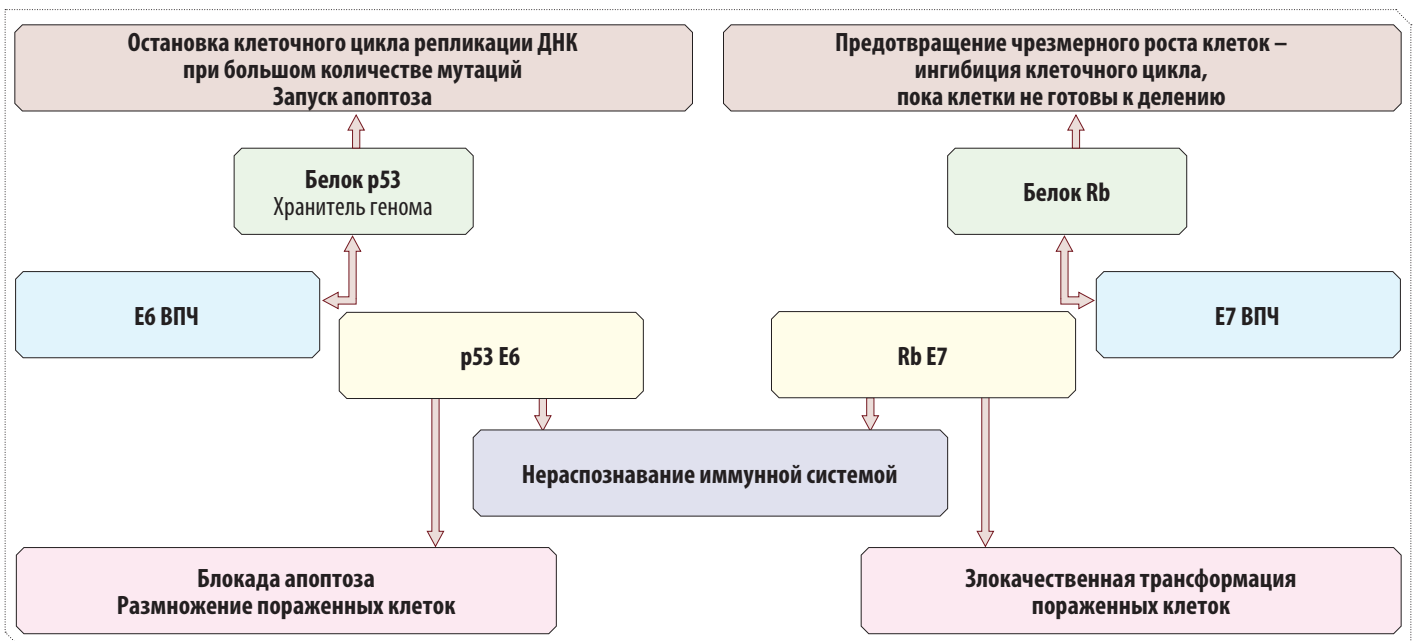 Остановка клеточного цикла репликации ДНК
при большом количестве мутаций
Запуск апоптоза
Предотвращение чрезмерного роста клеток –
ингибиция клеточного цикла,
пока клетки не готовы к делению
Белок p53
Хранитель генома
Белок Rb
E6 ВПЧ
E7 ВПЧ
p53 E6
Rb E7
Нераспознавание иммунной системой
Блокада апоптоза
Размножение пораженных клеток
Злокачественная трансформация
пораженных клеток